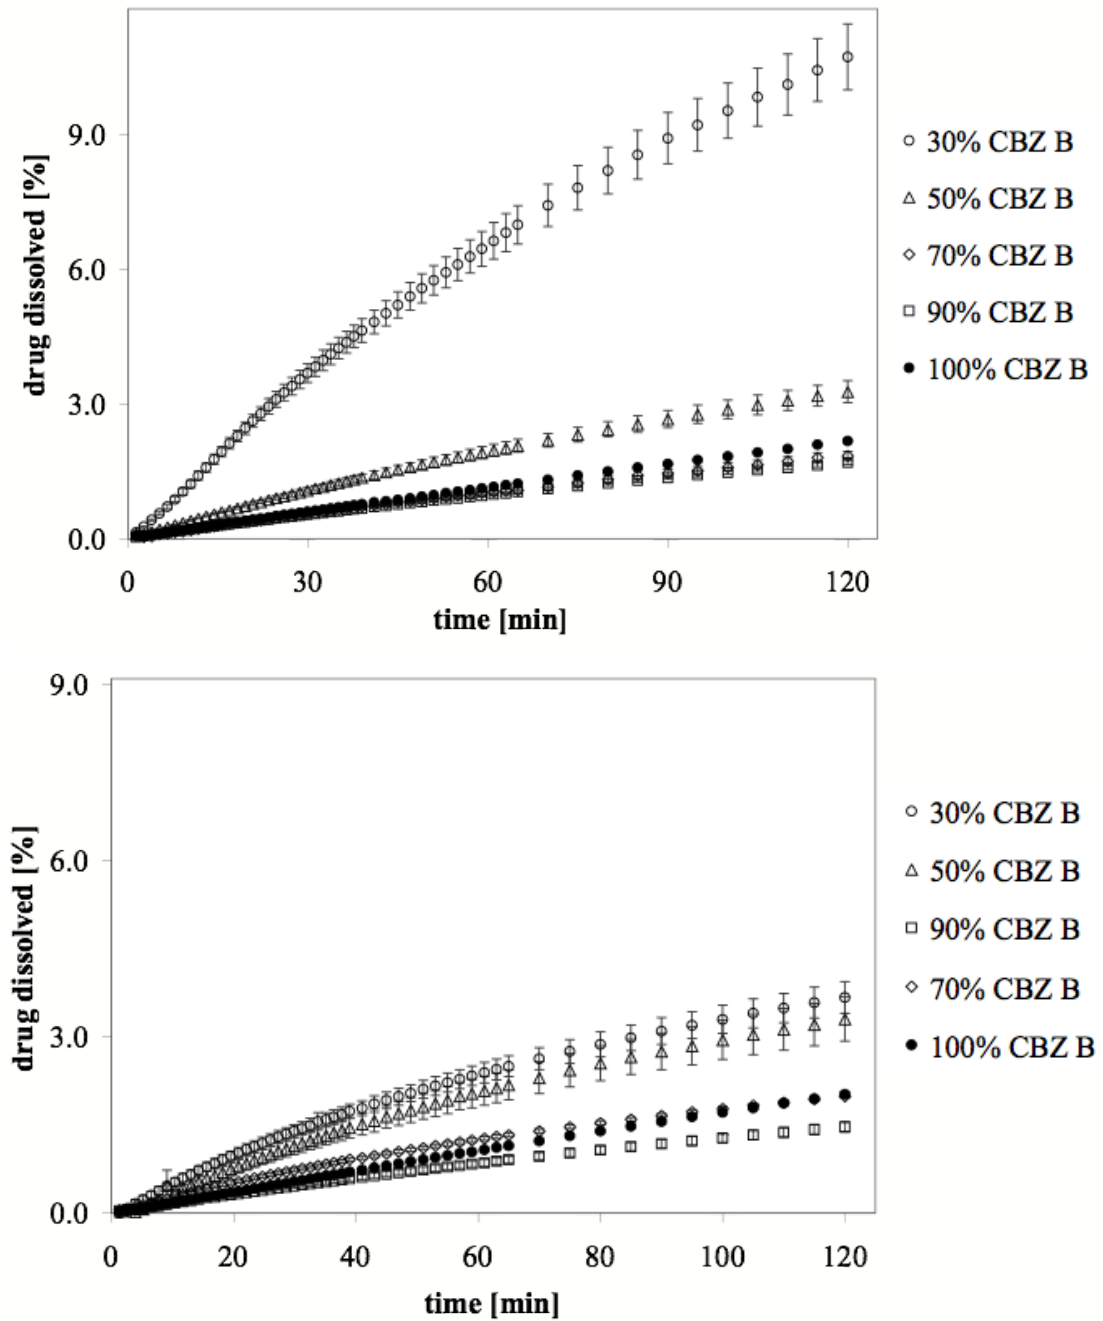 drug dissolved [%]
9.0
6.0
3.0
0.0
0 30 60 90 120
time [min]
30% CBZ B
50% CBZ B
70% CBZ B
90% CBZ B
100% CBZ B
drug dissolved [%]
9.0
6.0
3.0
0.0
0 20 40 60 80 100 120
time [min]
30% CBZ B
50% CBZ B
90% CBZ B
70% CBZ B
100% CBZ B